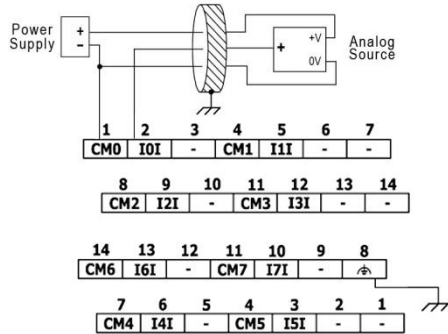 Power
Supply
+
-
+
+V
0V
Analog
Source
1 2 3 4 5 6 7
CM0 I0I - CM1 I1I - -
8 9 10 11 12 13 14
CM2 I2I - CM3 I3I - -
14 13 12 11 10 9 8
CM6 I6I - CM7 I7I -
7 6 5 4 3 2 1
CM4 I4I - CM5 I5I - -